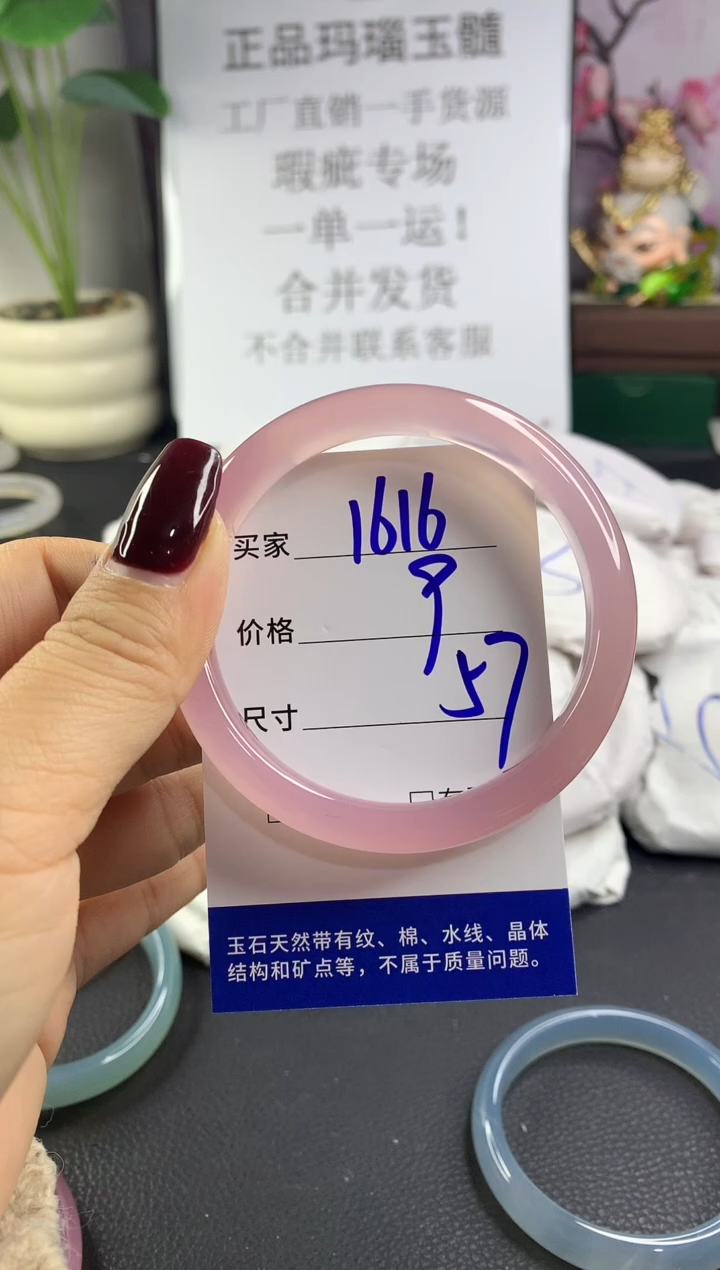 正品玛瑙玉髓
工厂直销一手货源
瑕疵专场
一单一运！
合并发货
不合并联系客服
买家 1616
价格 9
尺寸 57
玉石天然带有纹、棉、水线、晶体
结构和矿点等，不属于质量问题。